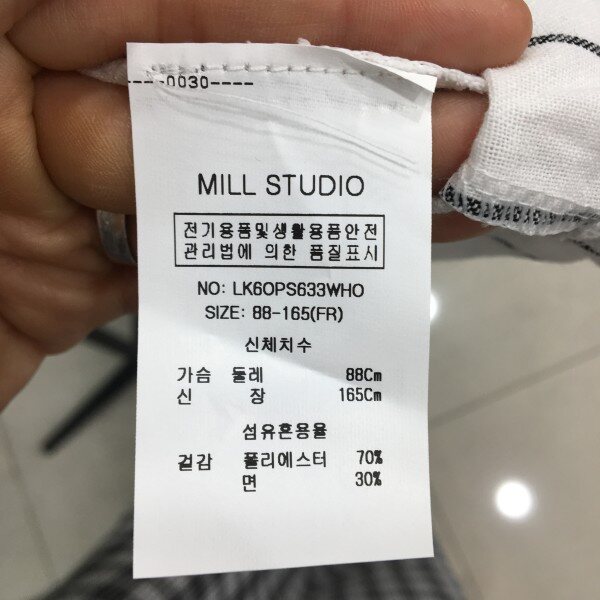 ----0030----
MILL STUDIO
전기용품및생활용품안전
관리법에 의한 품질표시
NO: LK6OPS633WHO
SIZE: 88-165(FR)
신체치수
가슴 둘레 88Cm
신 장 165Cm
섬유혼용율
겉감 폴리에스터 70%
면 30%